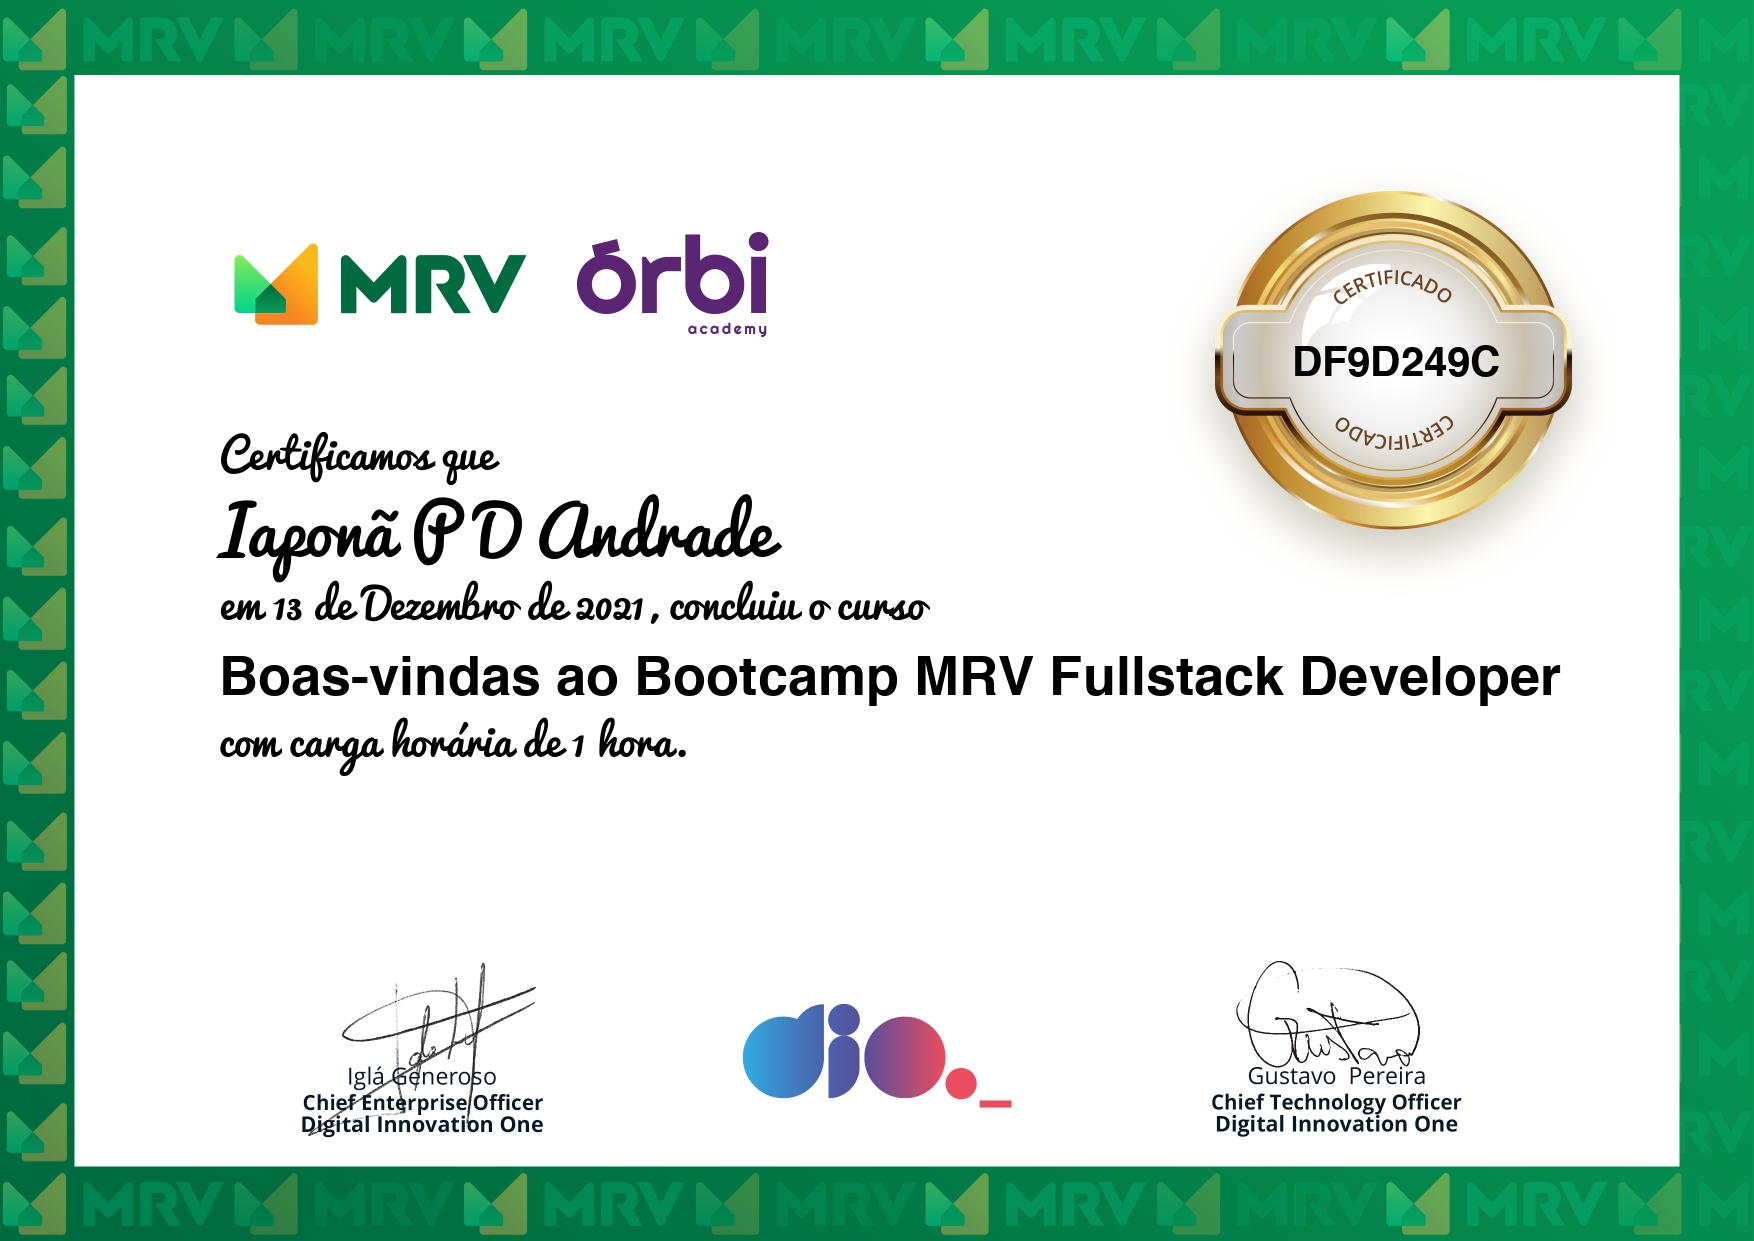 MRV órbi
academy
CERTIFICADO
DF9D249C
CERTIFICADO
Certificamos que
Iaponã P D Andrade
em 13 de Dezembro de 2021, concluiu o curso
Boas-vindas ao Bootcamp MRV Fullstack Developer
com carga horária de 1 hora.
Iglá Generoso
Chief Enterprise Officer
Digital Innovation One
dio._
Gustavo Pereira
Chief Technology Officer
Digital Innovation One